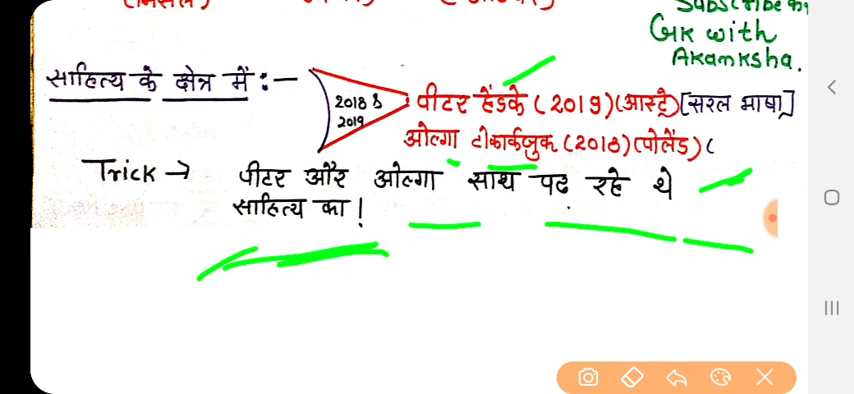 Subscribe
GK with
Akanksha.
साहित्य के क्षेत्र में :-
2018 &
2019
पीटर हैंडके (2019) (आस्ट्रे) [सरल भाषा]
ओल्गा टोकार्कजुक (2018) (पोलैंड) (
Trick → पीटर और ओल्गा साथ पढ रहे थे
साहित्य का!